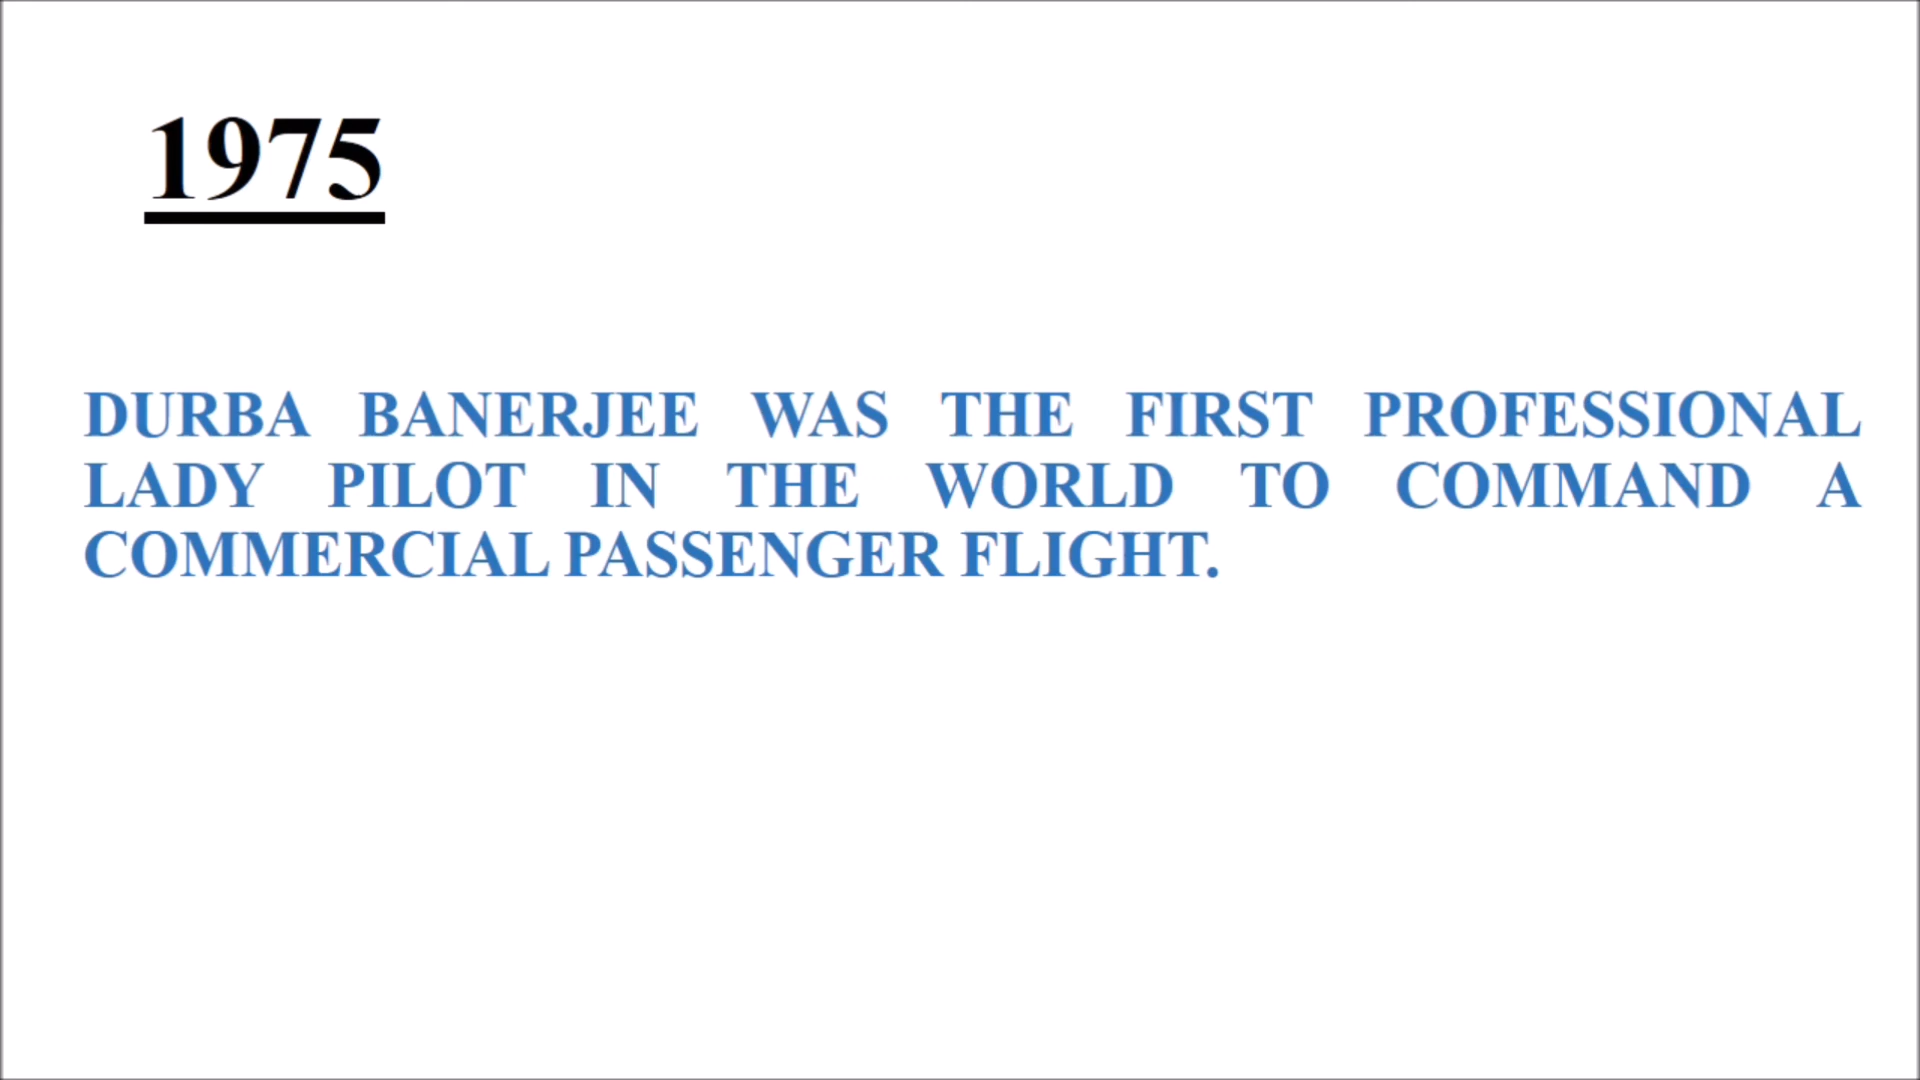 1975
DURBA BANERJEE WAS THE FIRST PROFESSIONAL
LADY PILOT IN THE WORLD TO COMMAND A
COMMERCIAL PASSENGER FLIGHT.